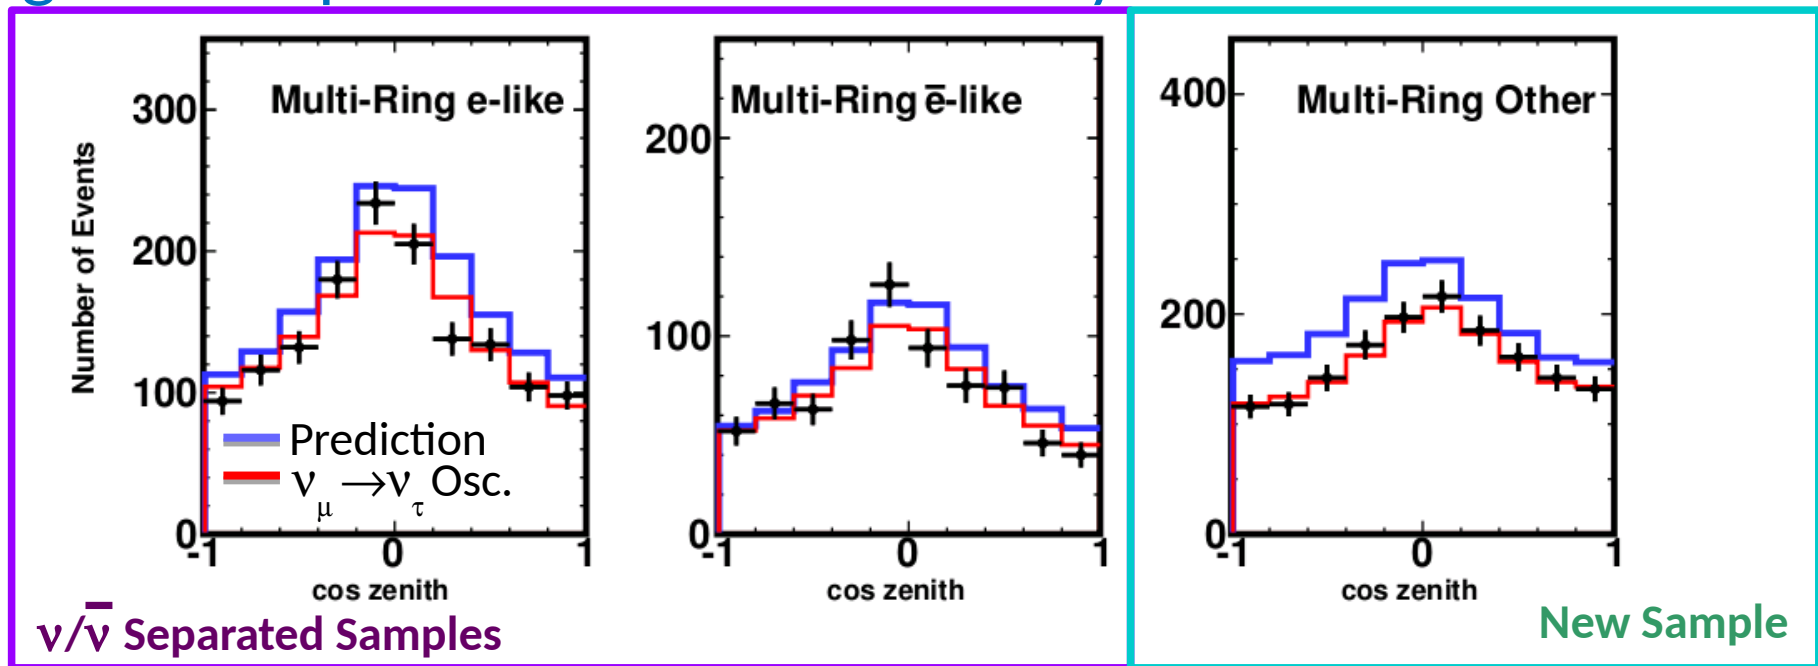 Multi-Ring e-like
Multi-Ring ē-like
Multi-Ring Other
Number of Events
300
200
100
0
-1 0 1
cos zenith
Prediction
νμ→ντ Osc.
200
100
0
-1 0 1
cos zenith
400
200
0
-1 0 1
cos zenith
ν/ν̄ Separated Samples
New Sample